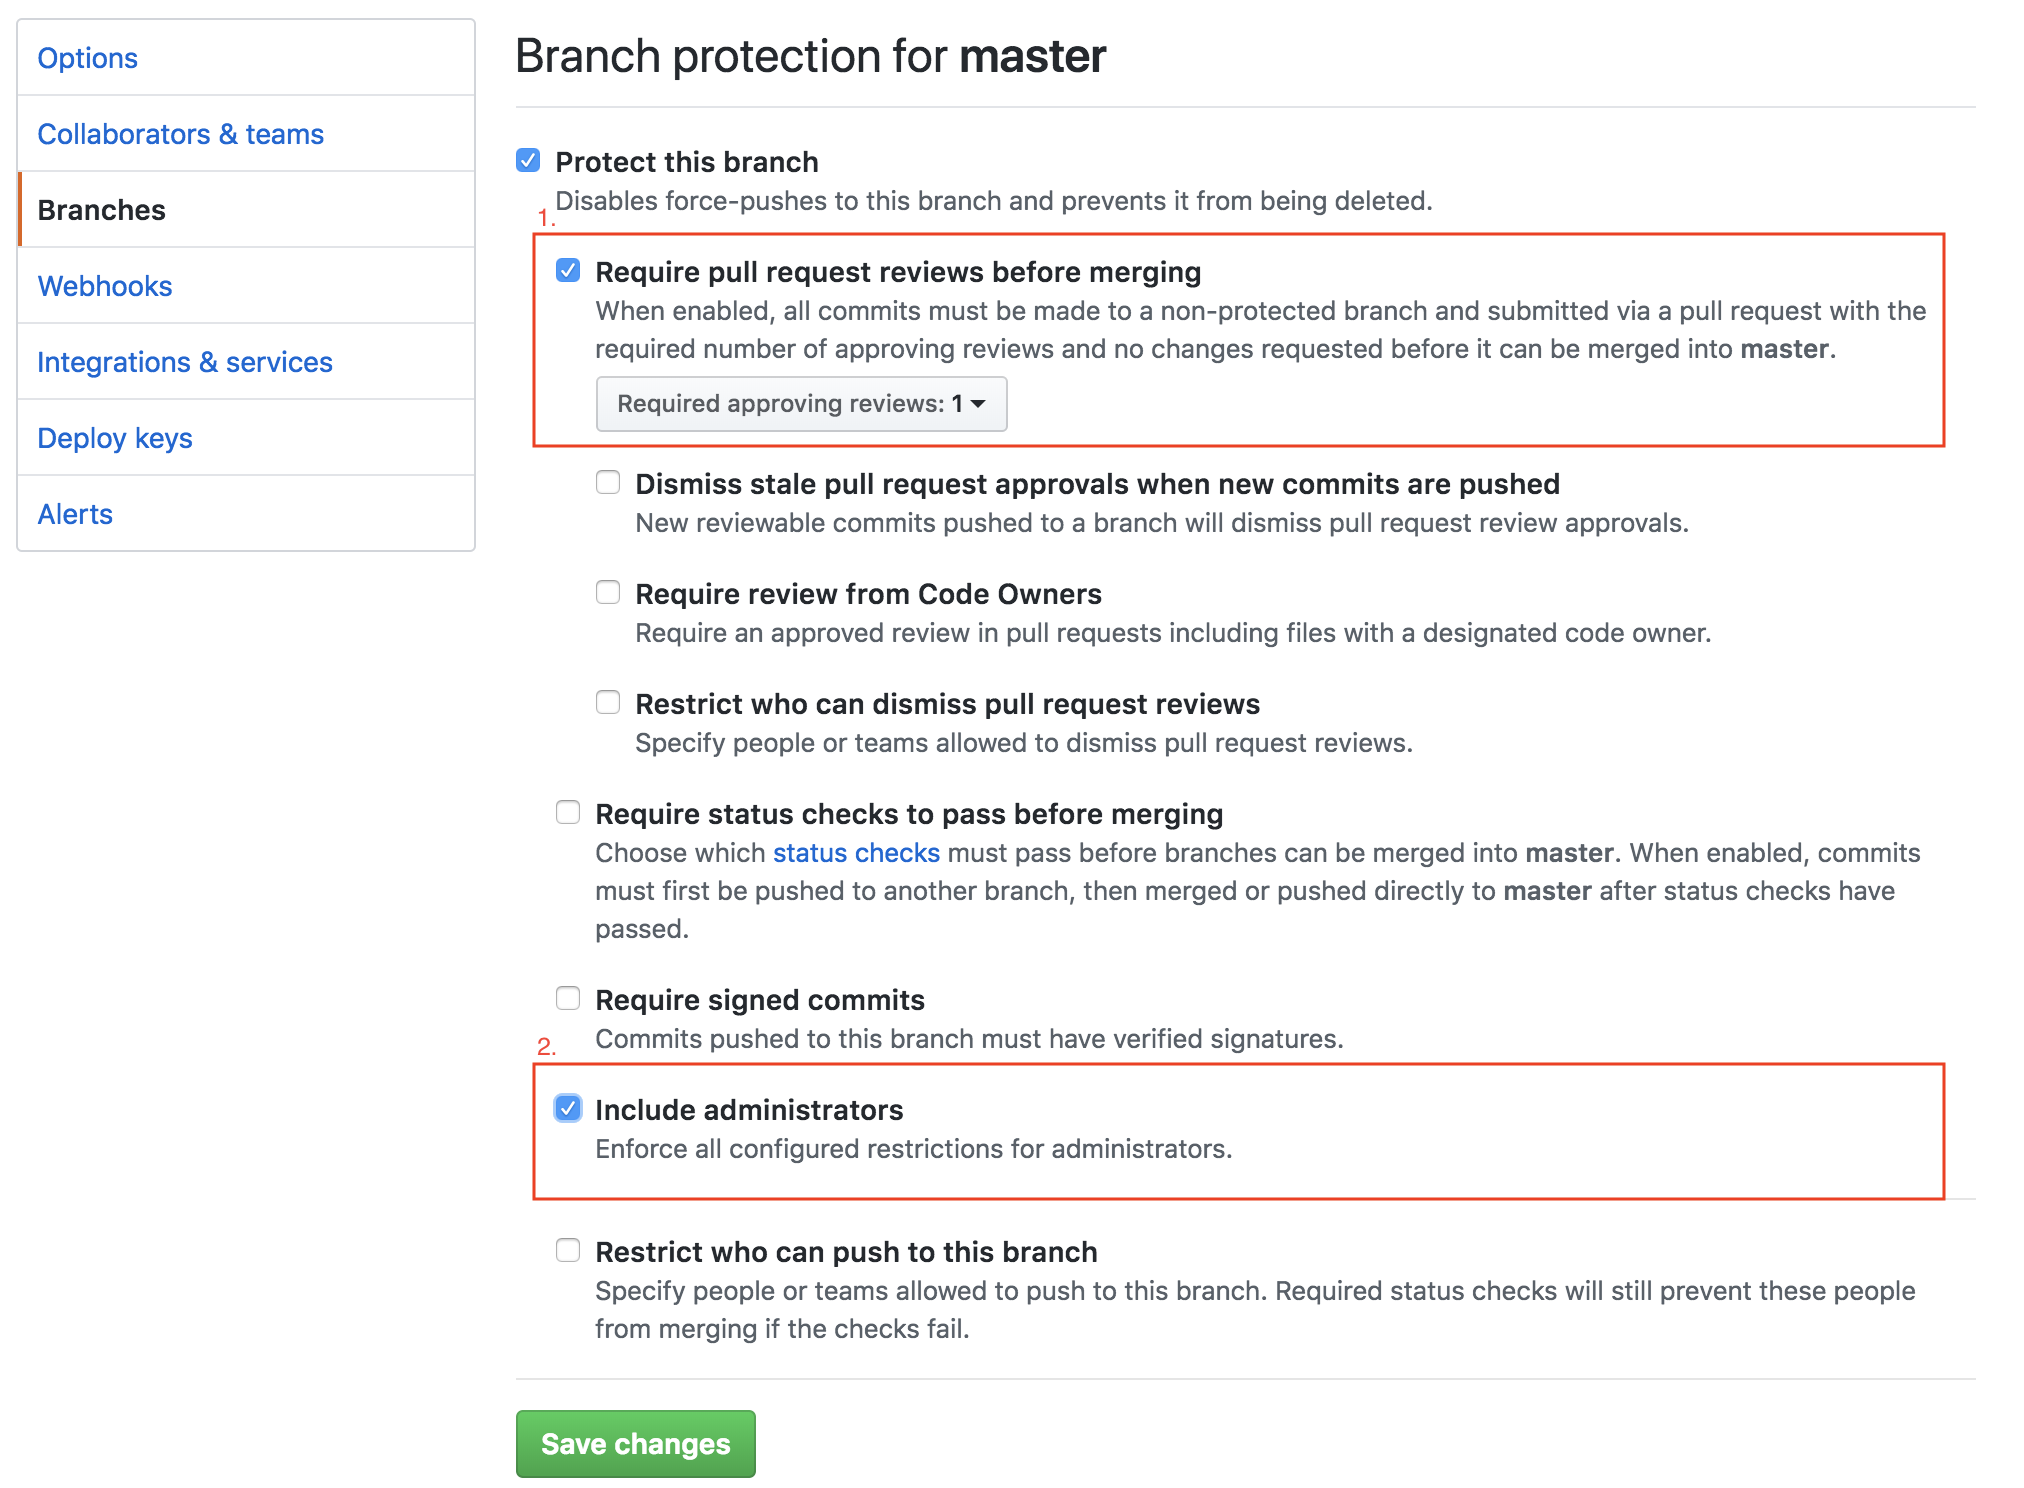 Options
Collaborators & teams
Branches
Webhooks
Integrations & services
Deploy keys
Alerts
Branch protection for master
Protect this branch
Disables force-pushes to this branch and prevents it from being deleted.
1.
Require pull request reviews before merging
When enabled, all commits must be made to a non-protected branch and submitted via a pull request with the
required number of approving reviews and no changes requested before it can be merged into master.
Required approving reviews: 1
Dismiss stale pull request approvals when new commits are pushed
New reviewable commits pushed to a branch will dismiss pull request review approvals.
Require review from Code Owners
Require an approved review in pull requests including files with a designated code owner.
Restrict who can dismiss pull request reviews
Specify people or teams allowed to dismiss pull request reviews.
Require status checks to pass before merging
Choose which status checks must pass before branches can be merged into master. When enabled, commits
must first be pushed to another branch, then merged or pushed directly to master after status checks have
passed.
Require signed commits
Commits pushed to this branch must have verified signatures.
2.
Include administrators
Enforce all configured restrictions for administrators.
Restrict who can push to this branch
Specify people or teams allowed to push to this branch. Required status checks will still prevent these people
from merging if the checks fail.
Save changes